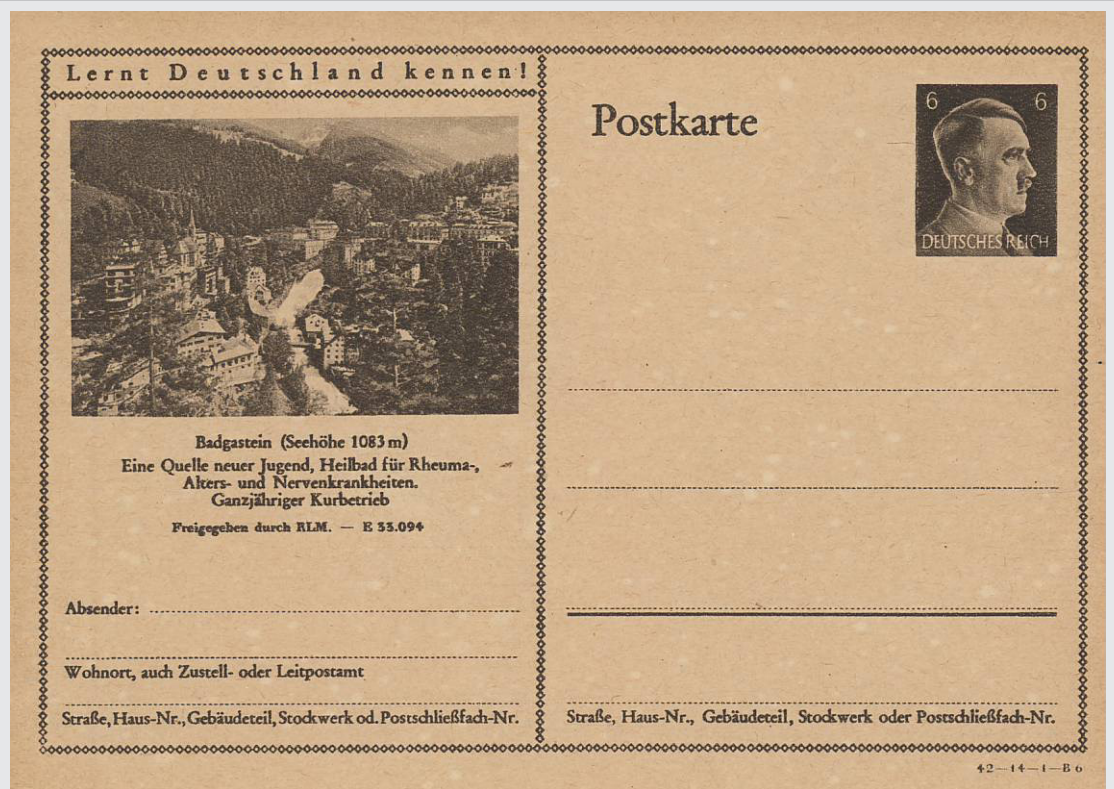 Lernt Deutschland kennen!
Postkarte
6 6
DEUTSCHES REICH
Badgastein (Seehöhe 1083 m)
Eine Quelle neuer Jugend, Heilbad für Rheuma-,
Alters- und Nervenkrankheiten.
Ganzjähriger Kurbetrieb
Freigegeben durch RLM. — E 33.094
Absender:
Wohnort, auch Zustell- oder Leitpostamt
Straße, Haus-Nr., Gebäudeteil, Stockwerk od. Postschließfach-Nr.
Straße, Haus-Nr., Gebäudeteil, Stockwerk oder Postschließfach-Nr.
42—14—1—B 6